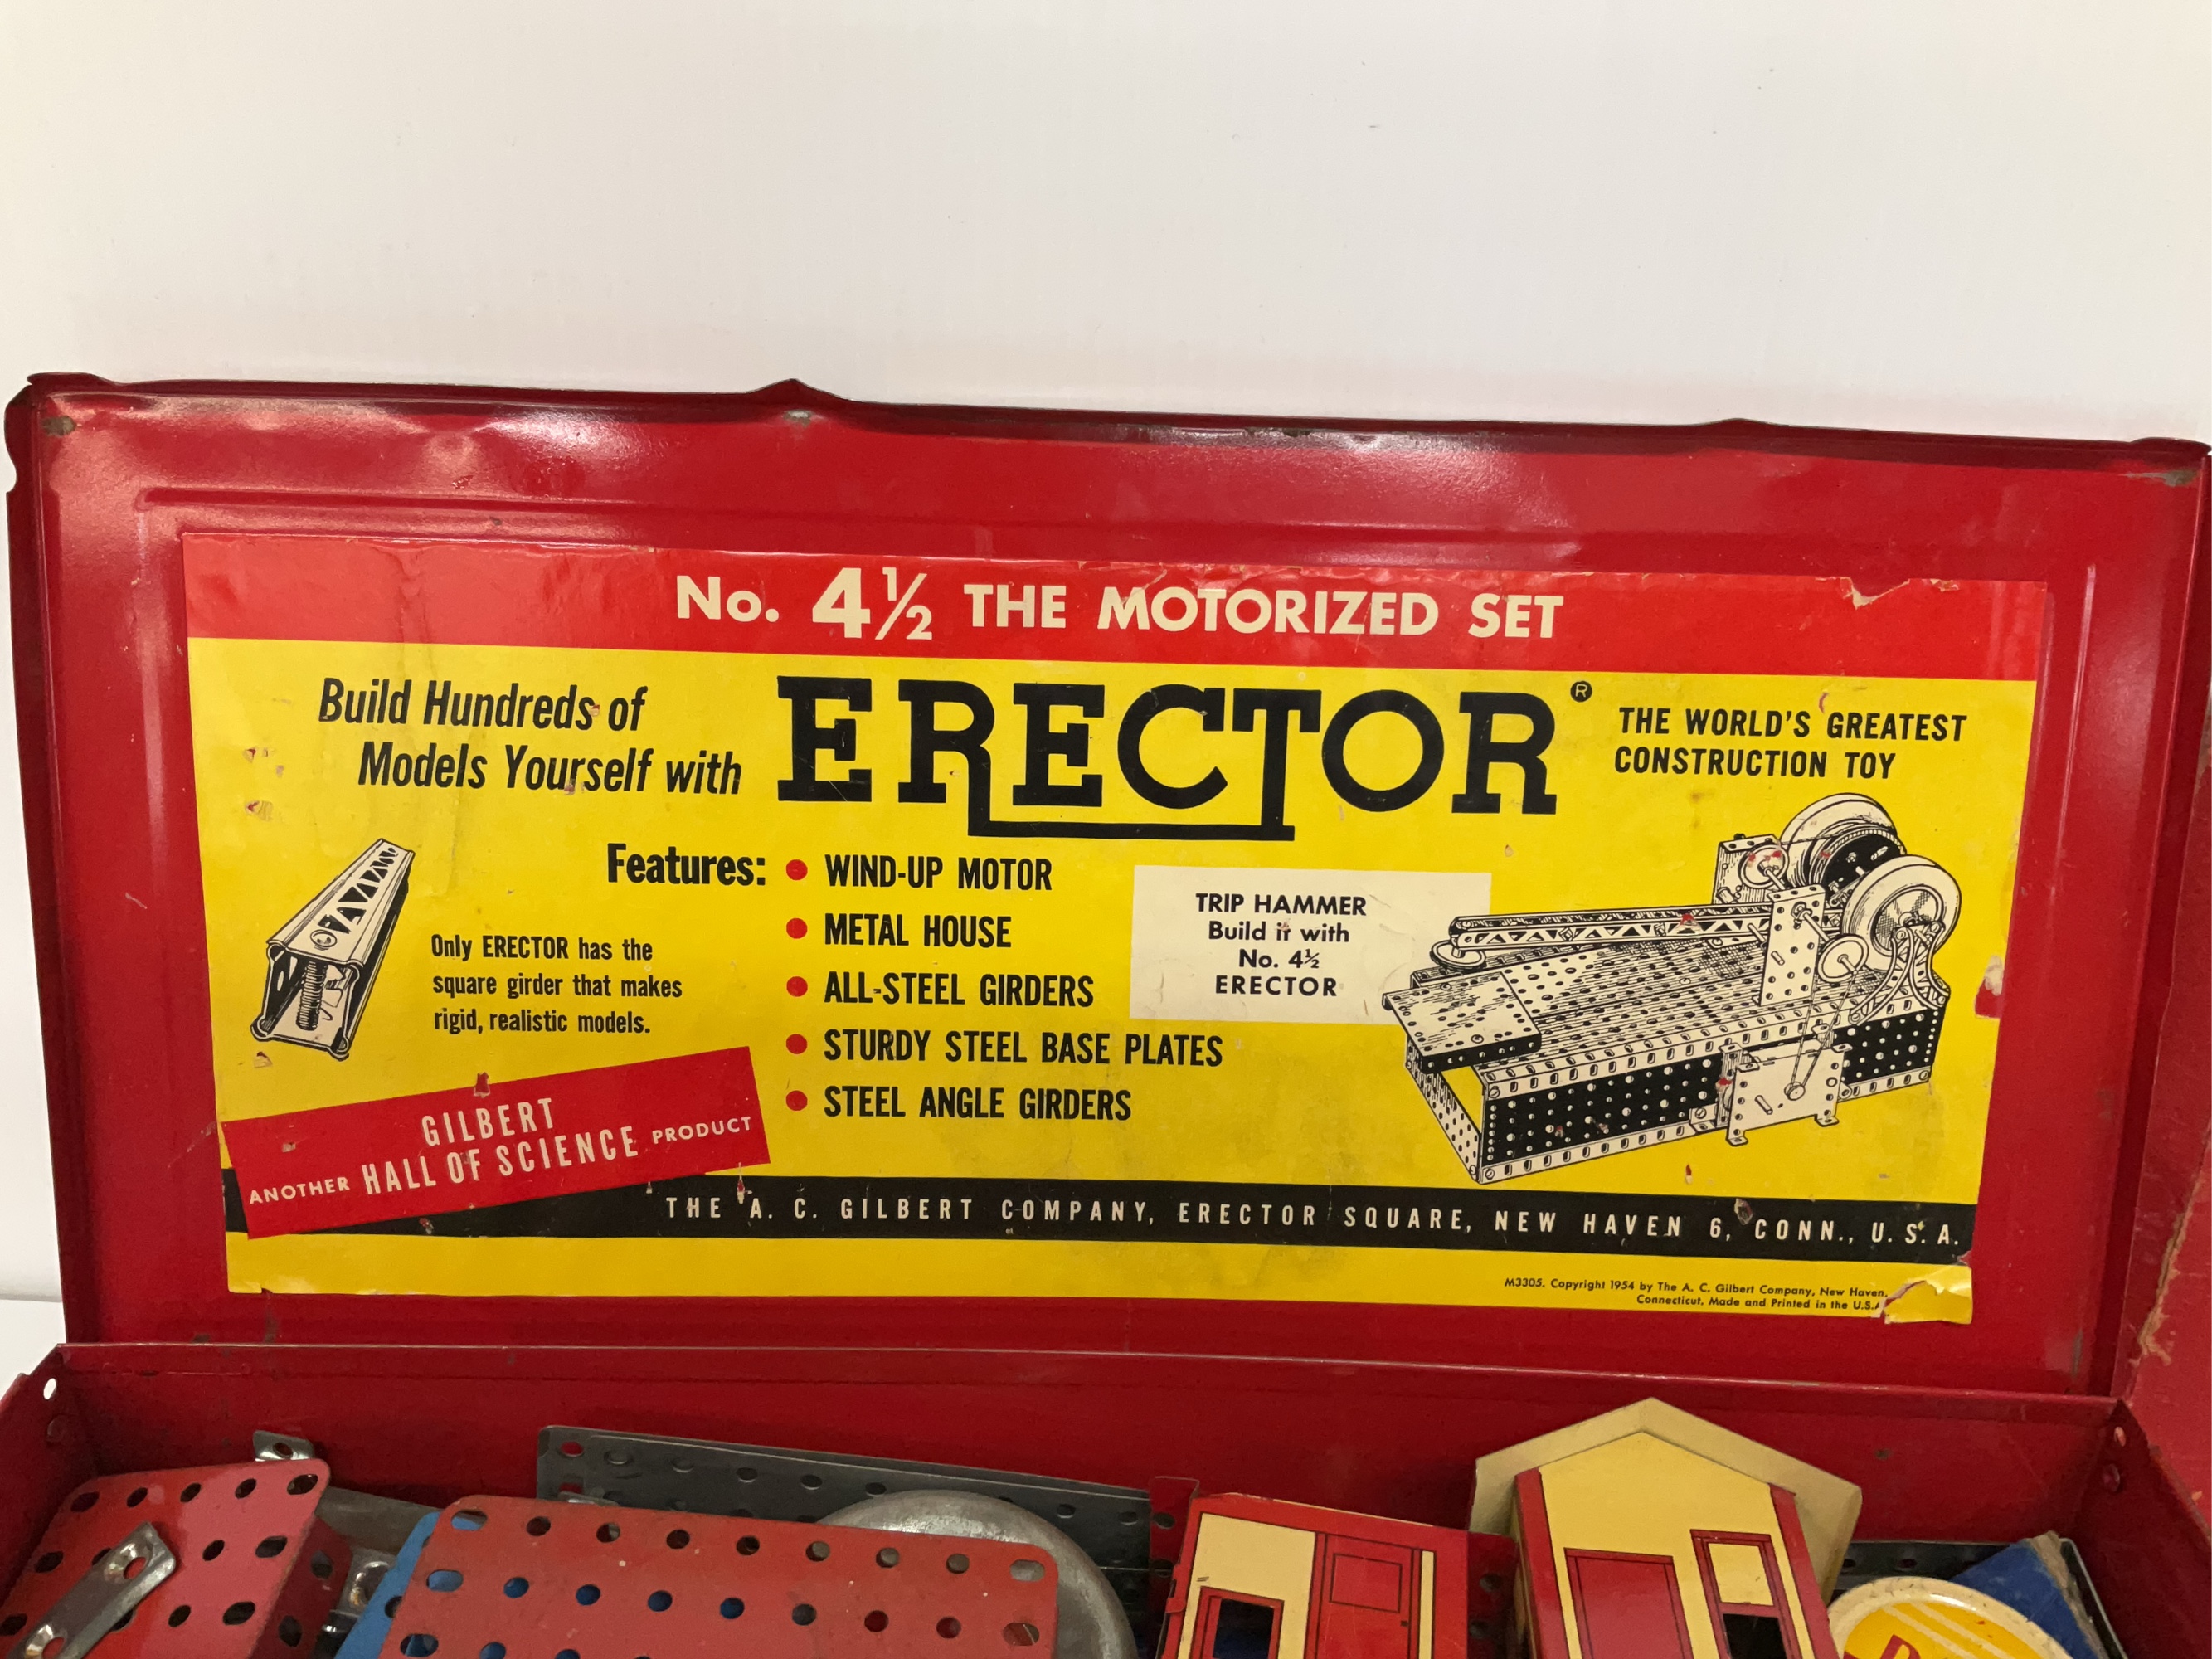 No. 4½ THE MOTORIZED SET
Build Hundreds of
Models Yourself with
ERECTOR®
THE WORLD'S GREATEST
CONSTRUCTION TOY
Features:
• WIND-UP MOTOR
• METAL HOUSE
• ALL-STEEL GIRDERS
• STURDY STEEL BASE PLATES
• STEEL ANGLE GIRDERS
Only ERECTOR has the
square girder that makes
rigid, realistic models.
TRIP HAMMER
Build it with
No. 4½
ERECTOR
GILBERT
ANOTHER HALL OF SCIENCE PRODUCT
THE A. C. GILBERT COMPANY, ERECTOR SQUARE, NEW HAVEN 6, CONN., U. S. A.
M3305. Copyright 1954 by The A. C. Gilbert Company, New Haven,
Connecticut. Made and Printed in the U.S.A